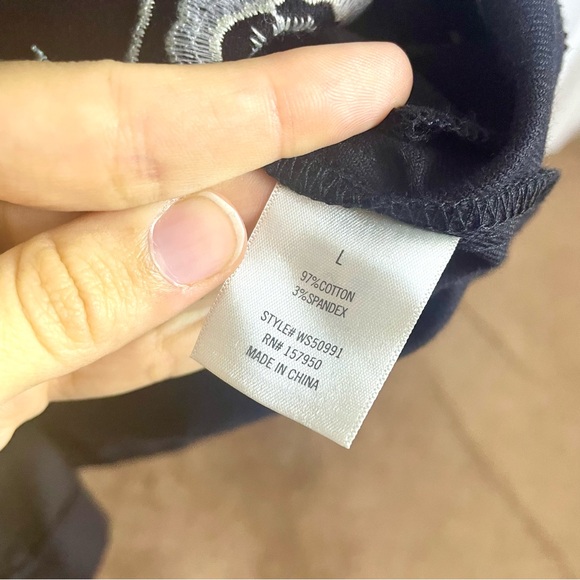 L
97%COTTON
3%SPANDEX
STYLE# WS50991
RN# 157950
MADE IN CHINA